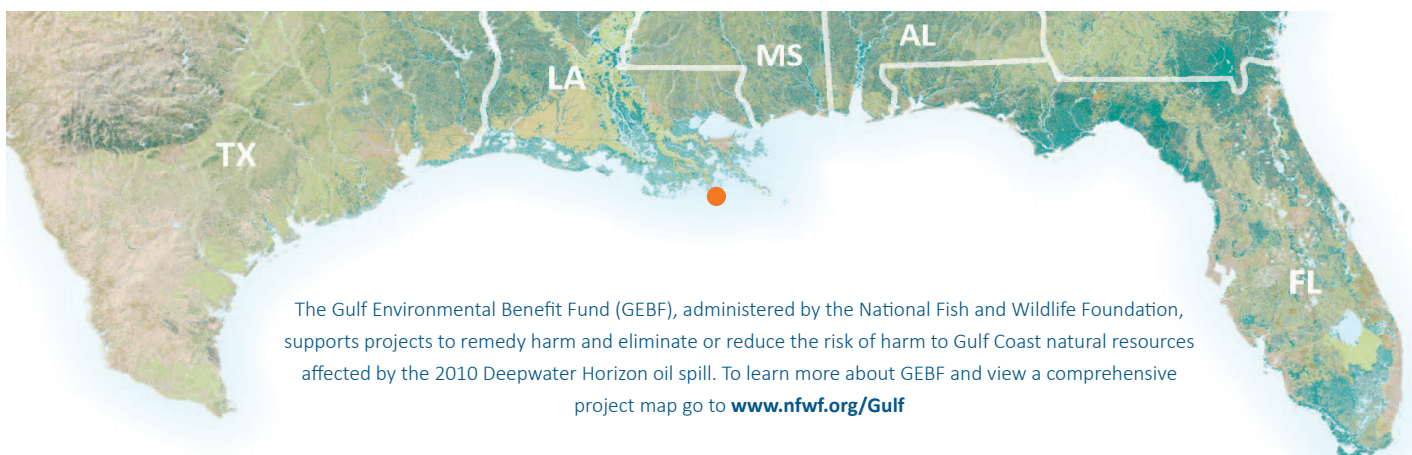 AL
MS
LA
TX
FL
The Gulf Environmental Benefit Fund (GEBF), administered by the National Fish and Wildlife Foundation,
supports projects to remedy harm and eliminate or reduce the risk of harm to Gulf Coast natural resources
affected by the 2010 Deepwater Horizon oil spill. To learn more about GEBF and view a comprehensive
project map go to www.nfwf.org/Gulf